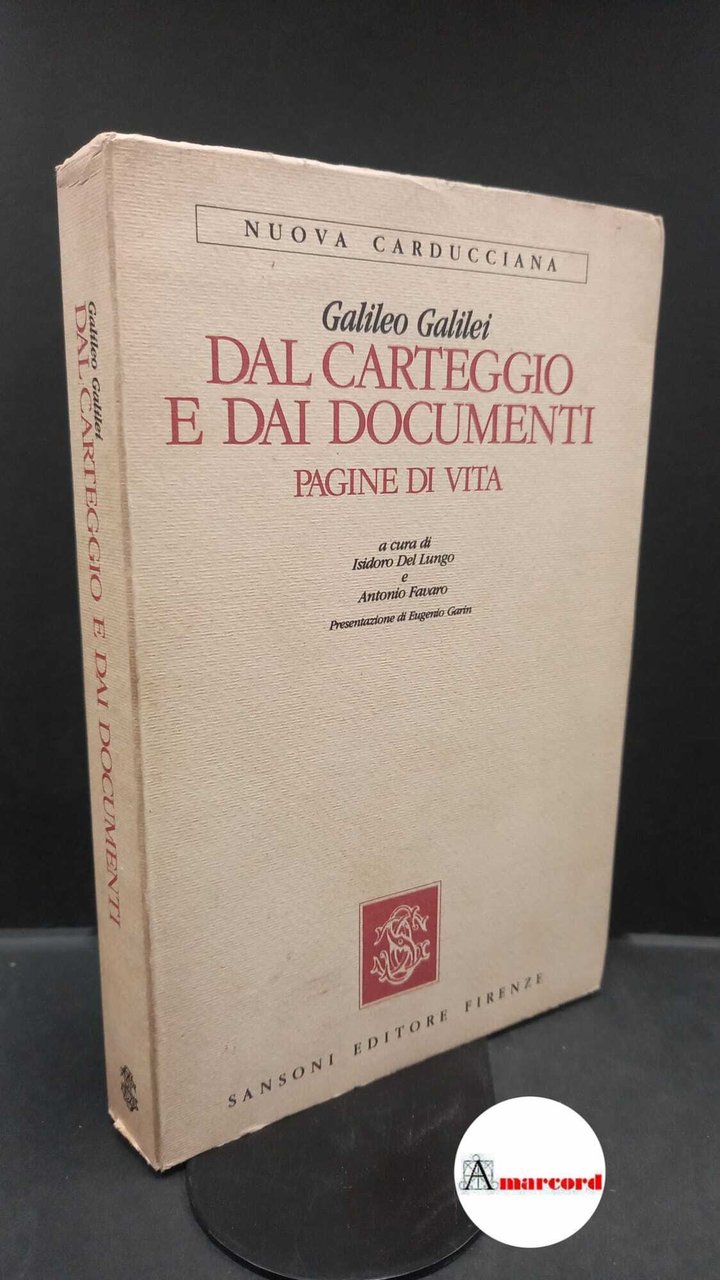 NUOVA CARDUCCIANA
Galileo Galilei
DAL CARTEGGIO
E DAI DOCUMENTI
PAGINE DI VITA
a cura di
Isidoro Del Lungo
e
Antonio Favaro
Presentazione di Eugenio Garin
SANSONI EDITORE FIRENZE
Galileo Galilei
DAL CARTEGGIO E DAI DOCUMENTI
Amarcord